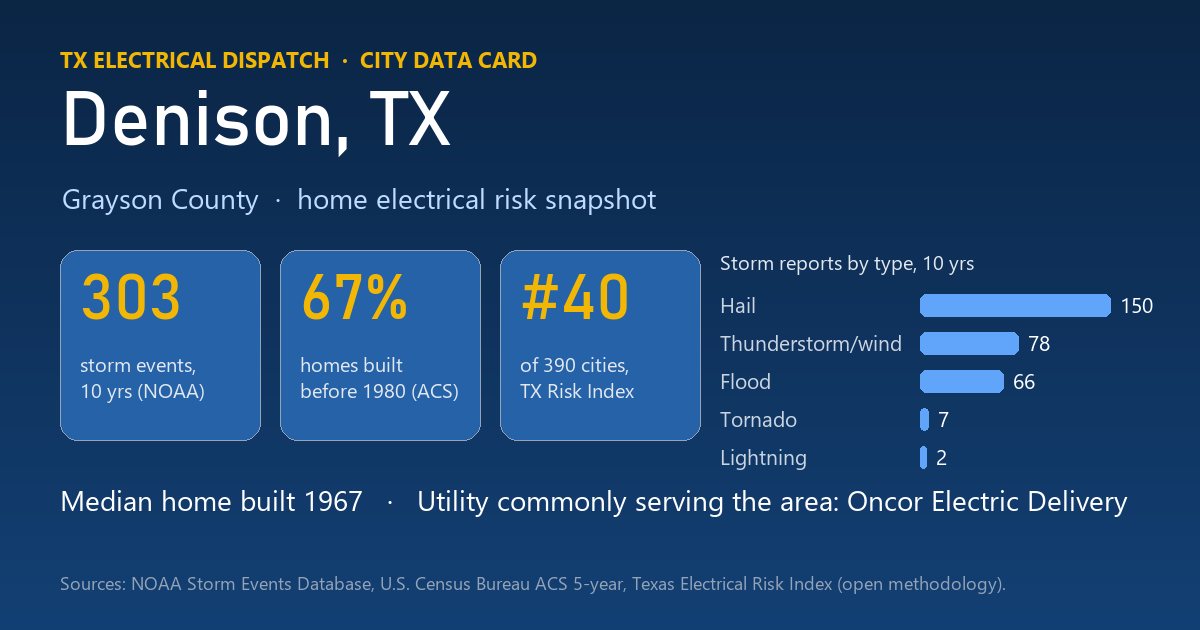 TX ELECTRICAL DISPATCH · CITY DATA CARD
Denison, TX
Grayson County · home electrical risk snapshot
303
storm events,
10 yrs (NOAA)
67%
homes built
before 1980 (ACS)
#40
of 390 cities,
TX Risk Index
Storm reports by type, 10 yrs
Hail 150
Thunderstorm/wind 78
Flood 66
Tornado 7
Lightning 2
Median home built 1967 · Utility commonly serving the area: Oncor Electric Delivery
Sources: NOAA Storm Events Database, U.S. Census Bureau ACS 5-year, Texas Electrical Risk Index (open methodology).